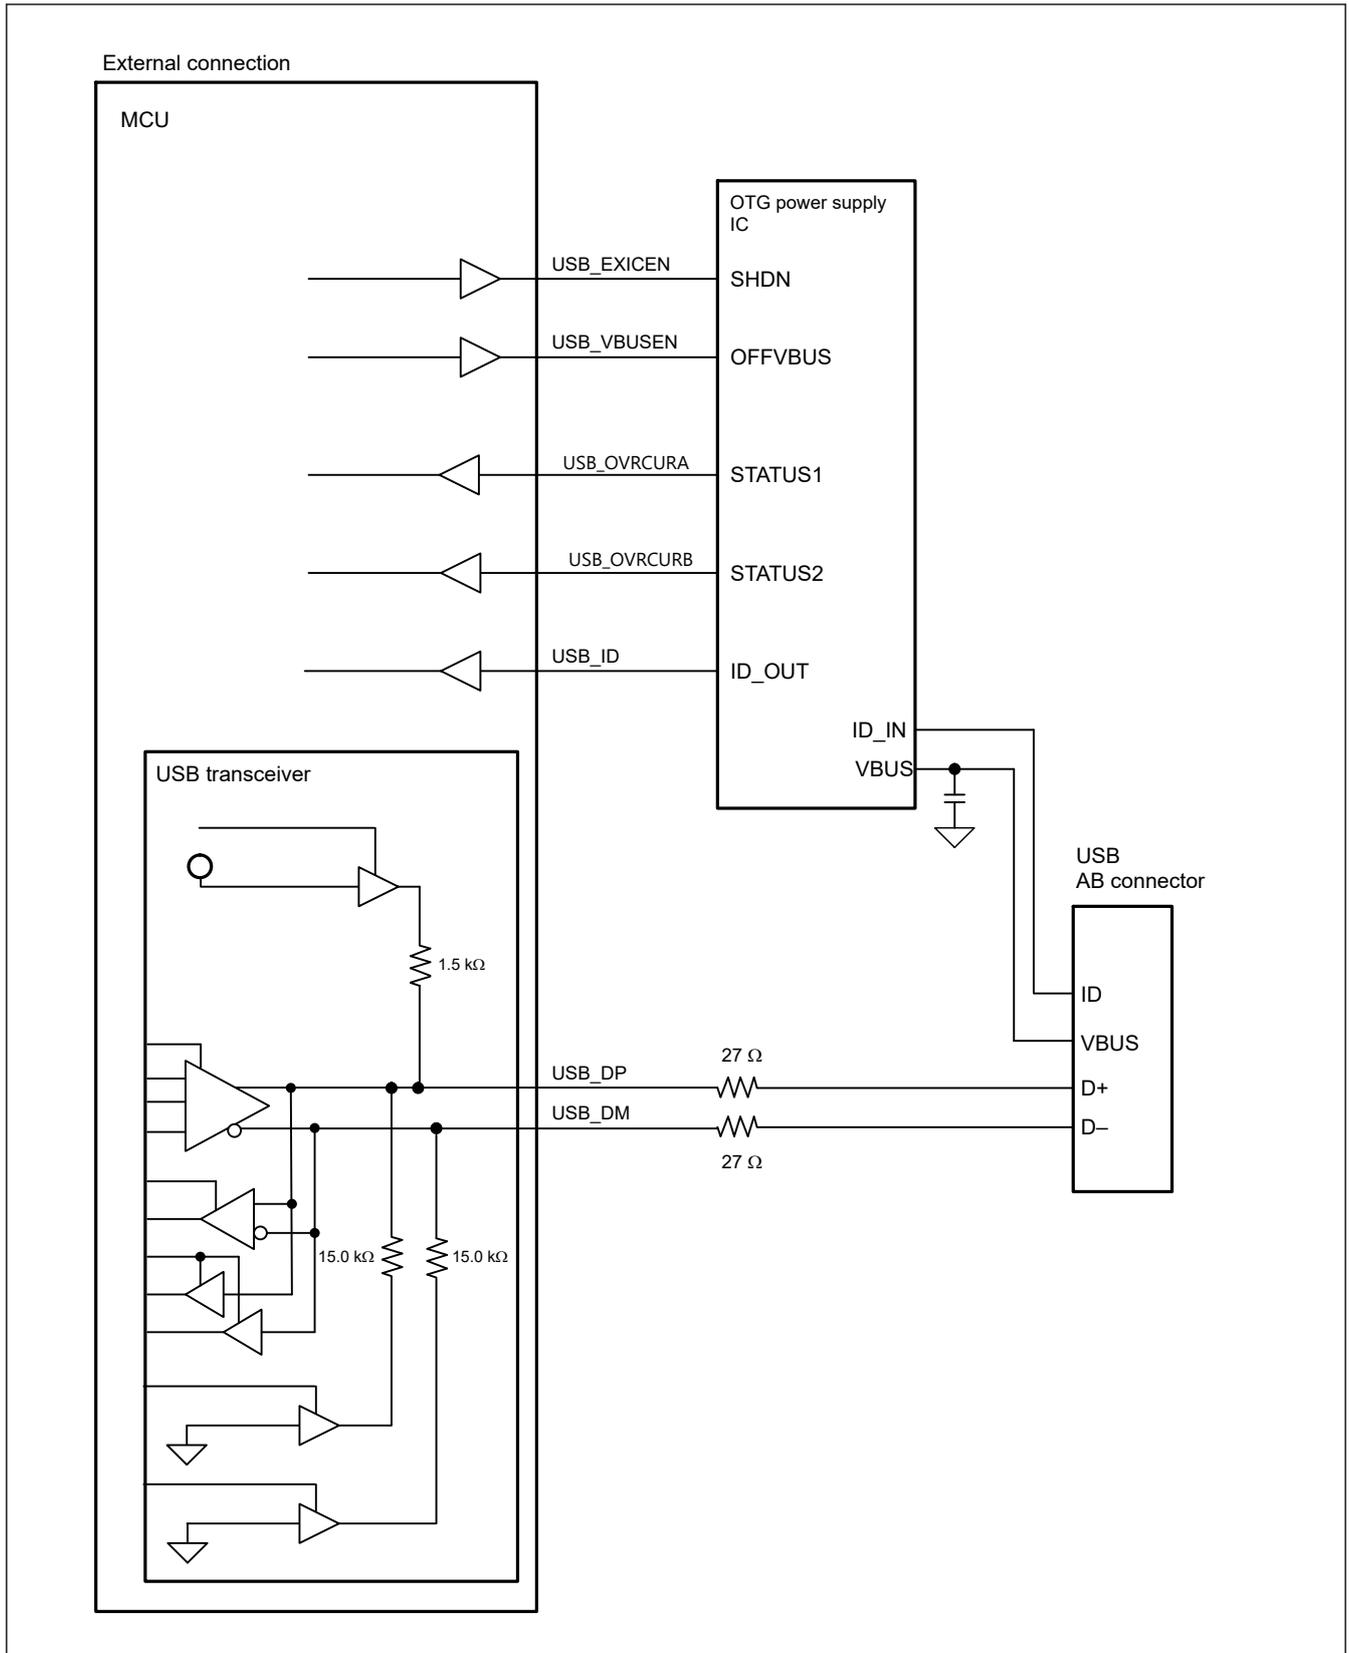 External connection
MCU
OTG power supply
IC
USB_EXICEN
SHDN
USB_VBUSEN
OFFVBUS
USB_OVRCURA
STATUS1
USB_OVRCURB
STATUS2
USB_ID
ID_OUT
ID_IN
VBUS
USB transceiver
USB
AB connector
1.5 kΩ
ID
VBUS
27 Ω
USB_DP
D+
USB_DM
D–
27 Ω
15.0 kΩ
15.0 kΩ